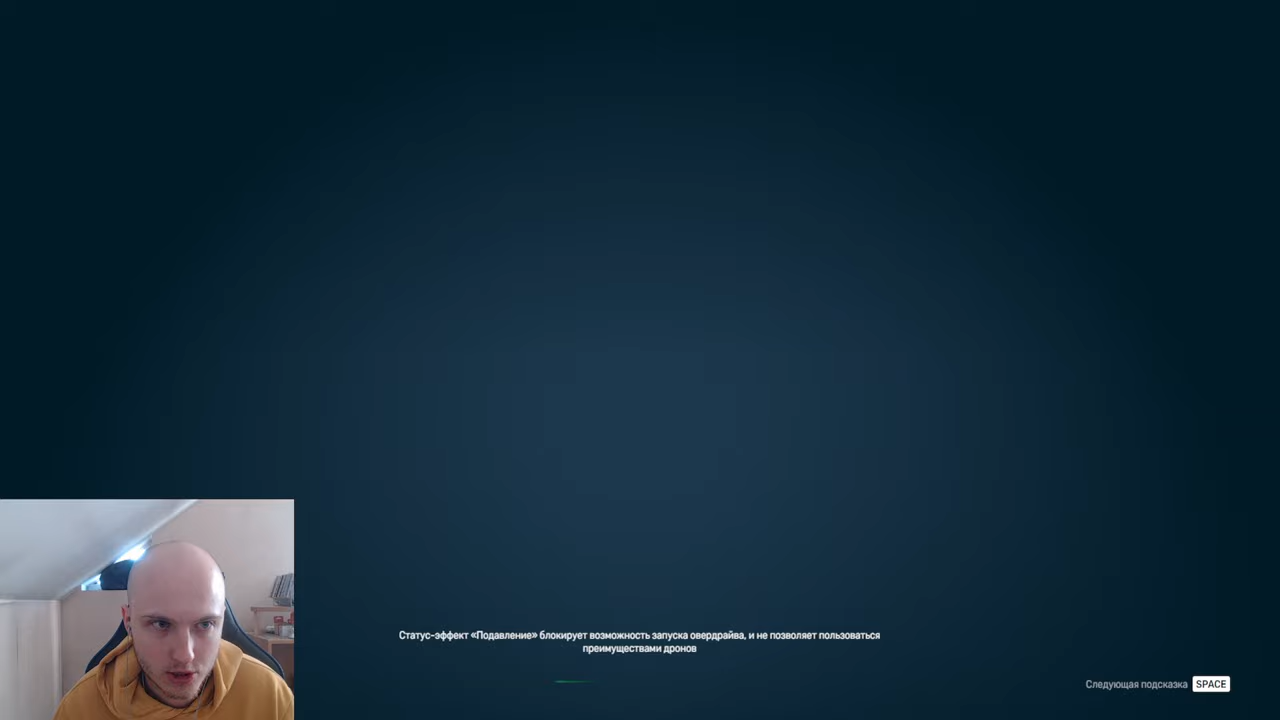 Статус-эффект «Подавление» блокирует возможность запуска овердрайва, и не позволяет пользоваться
преимуществами дронов
Следующая подсказка SPACE